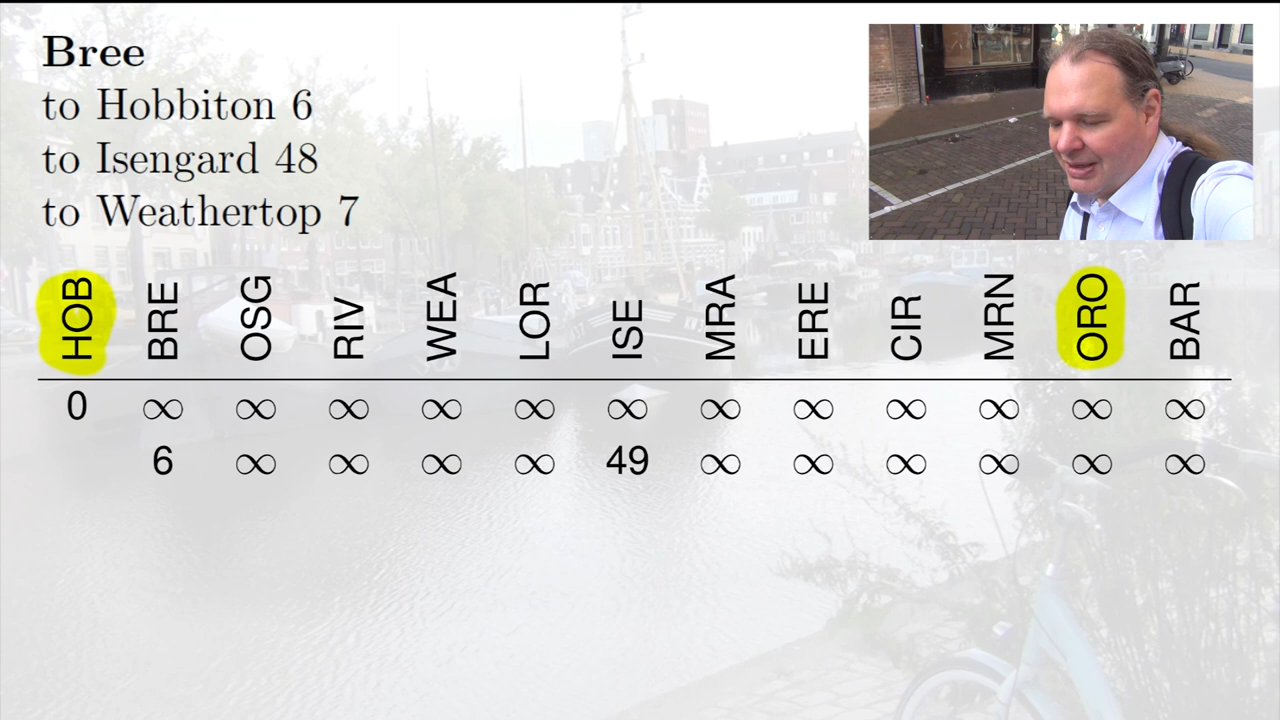 Bree
to Hobbiton 6
to Isengard 48
to Weathertop 7
HOB BRE OSG RIV WEA LOR ISE MRA ERE CIR MRN ORO BAR
0 ∞ ∞ ∞ ∞ ∞ ∞ ∞ ∞ ∞ ∞ ∞ ∞
6 ∞ ∞ ∞ ∞ 49 ∞ ∞ ∞ ∞ ∞ ∞